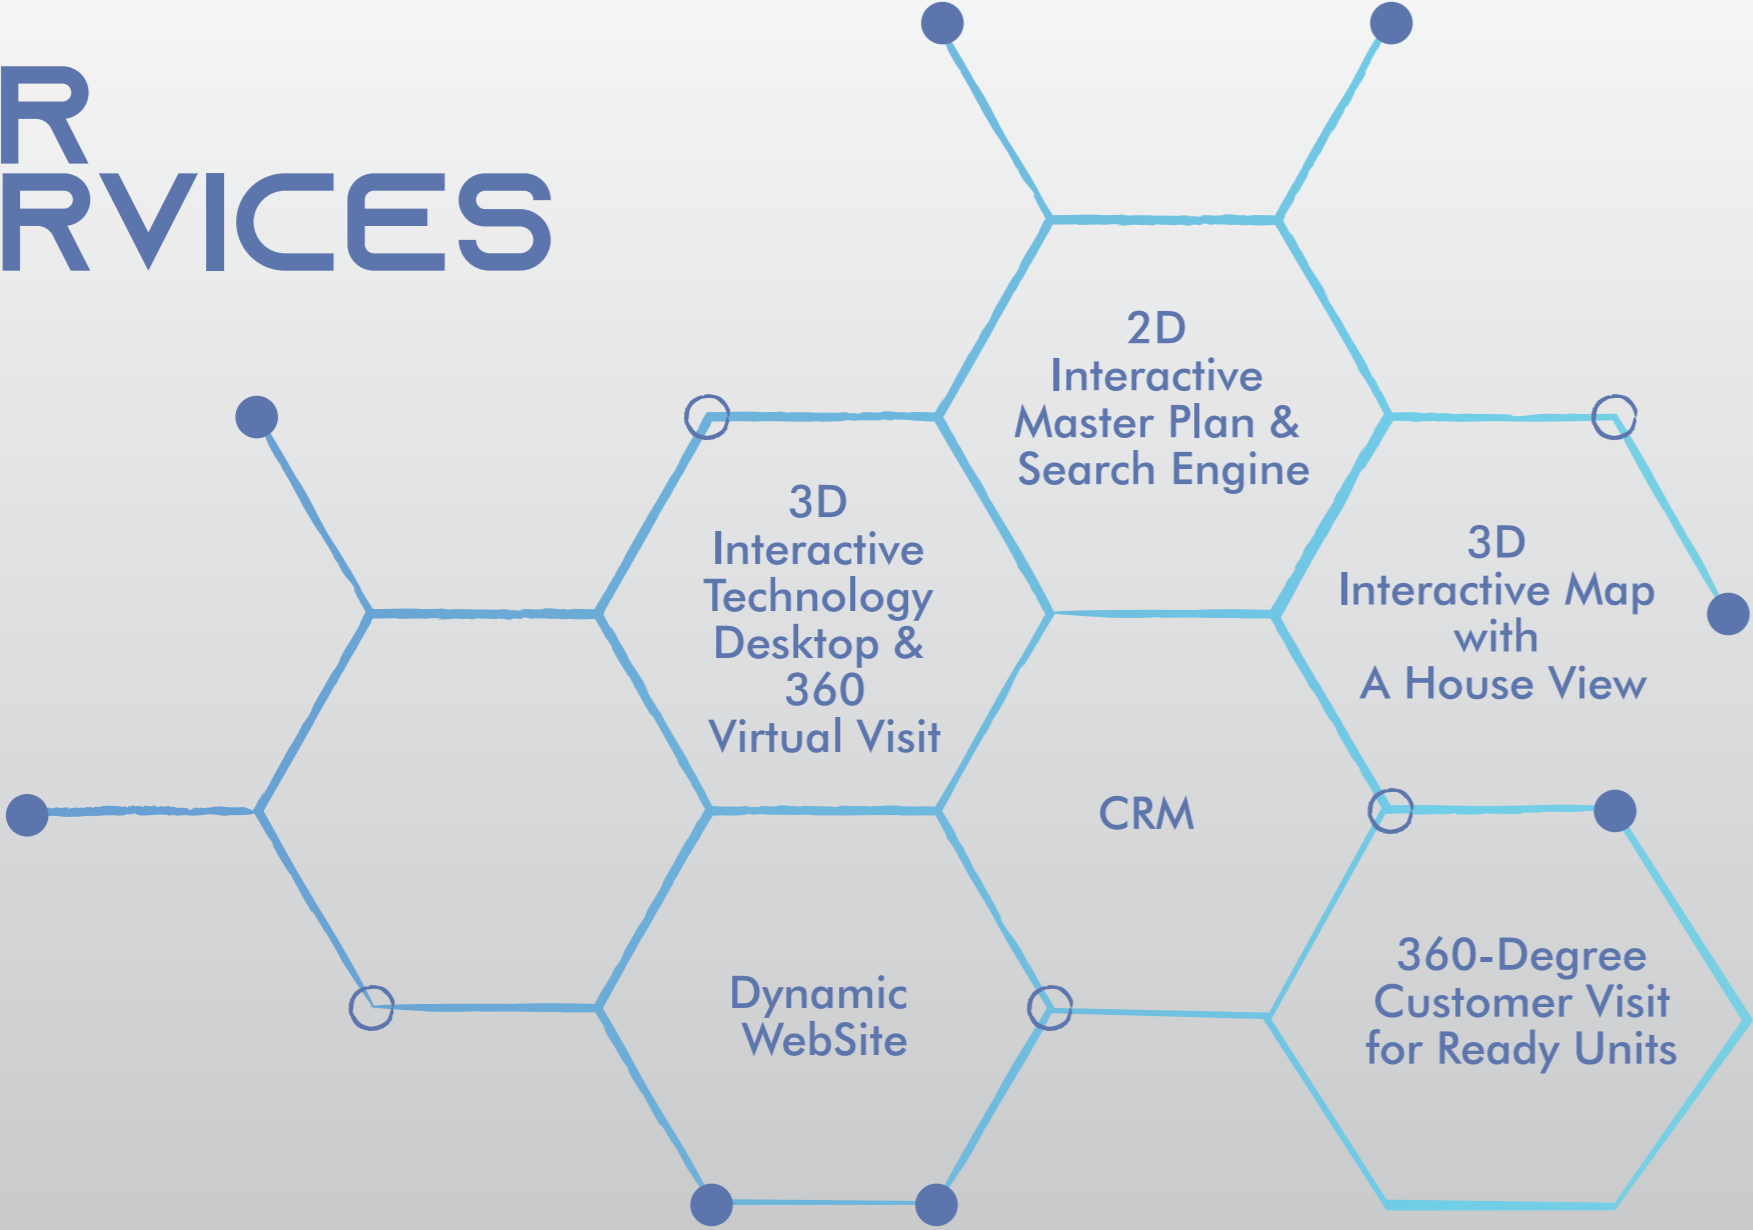 R
RVICES
2D
Interactive
Master Plan &
Search Engine
3D
Interactive
Technology
Desktop &
360
Virtual Visit
3D
Interactive Map
with
A House View
CRM
Dynamic
WebSite
360-Degree
Customer Visit
for Ready Units